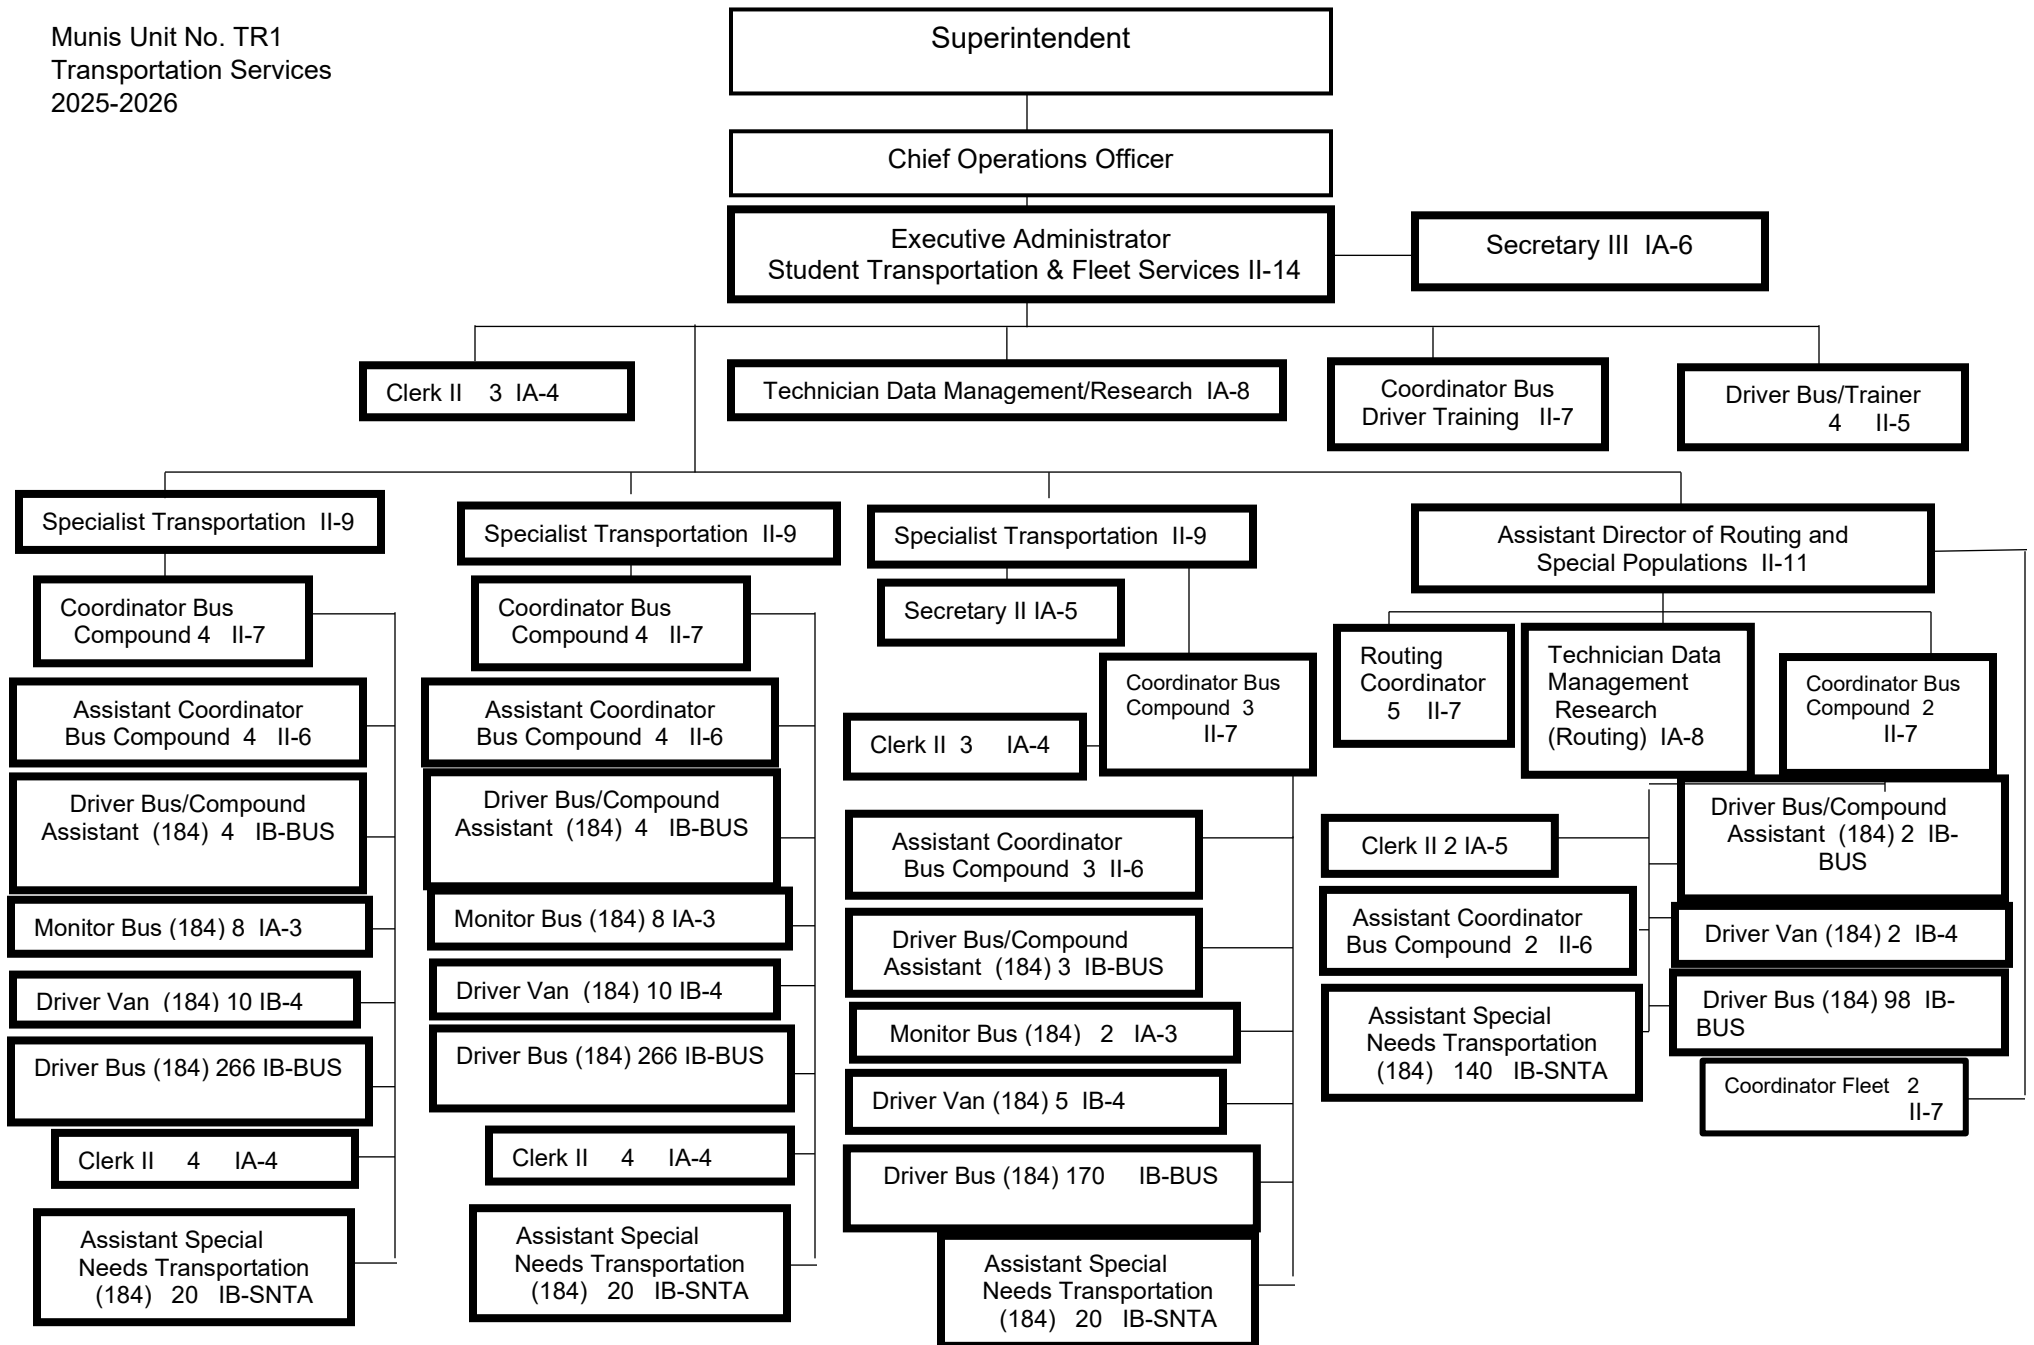 Munis Unit No. TR1
Transportation Services
2025-2026
Superintendent
Chief Operations Officer
Executive Administrator
Student Transportation & Fleet Services II-14
Secretary III IA-6
Clerk II 3 IA-4
Technician Data Management/Research IA-8
Coordinator Bus
Driver Training II-7
Driver Bus/Trainer
4 II-5
Specialist Transportation II-9
Coordinator Bus
Compound 4 II-7
Assistant Coordinator
Bus Compound 4 II-6
Driver Bus/Compound
Assistant (184) 4 IB-BUS
Monitor Bus (184) 8 IA-3
Driver Van (184) 10 IB-4
Driver Bus (184) 266 IB-BUS
Clerk II 4 IA-4
Assistant Special
Needs Transportation
(184) 20 IB-SNTA
Specialist Transportation II-9
Coordinator Bus
Compound 4 II-7
Assistant Coordinator
Bus Compound 4 II-6
Driver Bus/Compound
Assistant (184) 4 IB-BUS
Monitor Bus (184) 8 IA-3
Driver Van (184) 10 IB-4
Driver Bus (184) 266 IB-BUS
Clerk II 4 IA-4
Assistant Special
Needs Transportation
(184) 20 IB-SNTA
Specialist Transportation II-9
Secretary II IA-5
Coordinator Bus
Compound 3
II-7
Clerk II 3 IA-4
Assistant Coordinator
Bus Compound 3 II-6
Driver Bus/Compound
Assistant (184) 3 IB-BUS
Monitor Bus (184) 2 IA-3
Driver Van (184) 5 IB-4
Driver Bus (184) 170 IB-BUS
Assistant Special
Needs Transportation
(184) 20 IB-SNTA
Assistant Director of Routing and
Special Populations II-11
Routing
Coordinator
5 II-7
Technician Data
Management
Research
(Routing) IA-8
Coordinator Bus
Compound 2
II-7
Clerk II 2 IA-5
Assistant Coordinator
Bus Compound 2 II-6
Assistant Special
Needs Transportation
(184) 140 IB-SNTA
Driver Bus/Compound
Assistant (184) 2 IB-
BUS
Driver Van (184) 2 IB-4
Driver Bus (184) 98 IB-
BUS
Coordinator Fleet 2
II-7